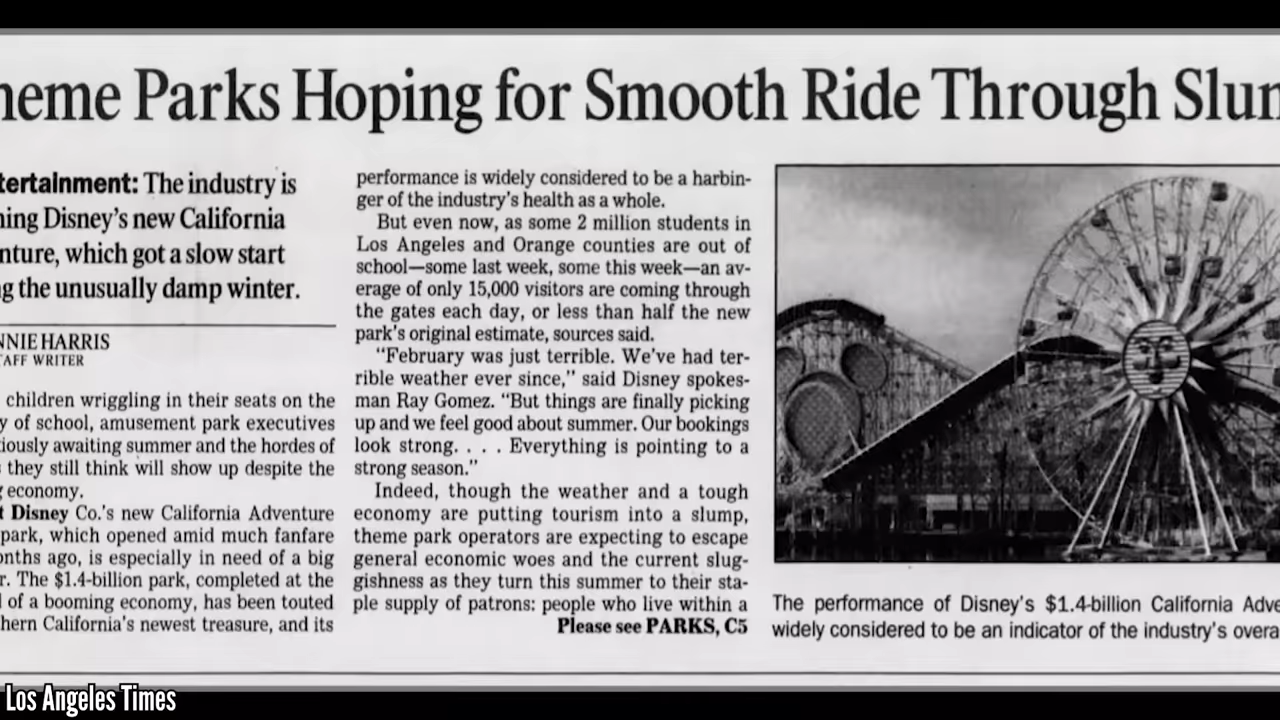 heme Parks Hoping for Smooth Ride Through Slum
tertainment: The industry is
ning Disney's new California
nture, which got a slow start
g the unusually damp winter.
NNIE HARRIS
AFF WRITER
children wriggling in their seats on the
y of school, amusement park executives
iously awaiting summer and the hordes of
s they still think will show up despite the
g economy.
t Disney Co.'s new California Adventure
park, which opened amid much fanfare
onths ago, is especially in need of a big
r. The $1.4-billion park, completed at the
l of a booming economy, has been touted
hern California's newest treasure, and its
performance is widely considered to be a harbin-
ger of the industry's health as a whole.
But even now, as some 2 million students in
Los Angeles and Orange counties are out of
school—some last week, some this week—an av-
erage of only 15,000 visitors are coming through
the gates each day, or less than half the new
park's original estimate, sources said.
"February was just terrible. We've had ter-
rible weather ever since," said Disney spokes-
man Ray Gomez. "But things are finally picking
up and we feel good about summer. Our bookings
look strong. . . . Everything is pointing to a
strong season."
Indeed, though the weather and a tough
economy are putting tourism into a slump,
theme park operators are expecting to escape
general economic woes and the current slug-
gishness as they turn this summer to their sta-
ple supply of patrons: people who live within a
Please see PARKS, C5
The performance of Disney's $1.4-billion California Adve
widely considered to be an indicator of the industry's overa
Los Angeles Times